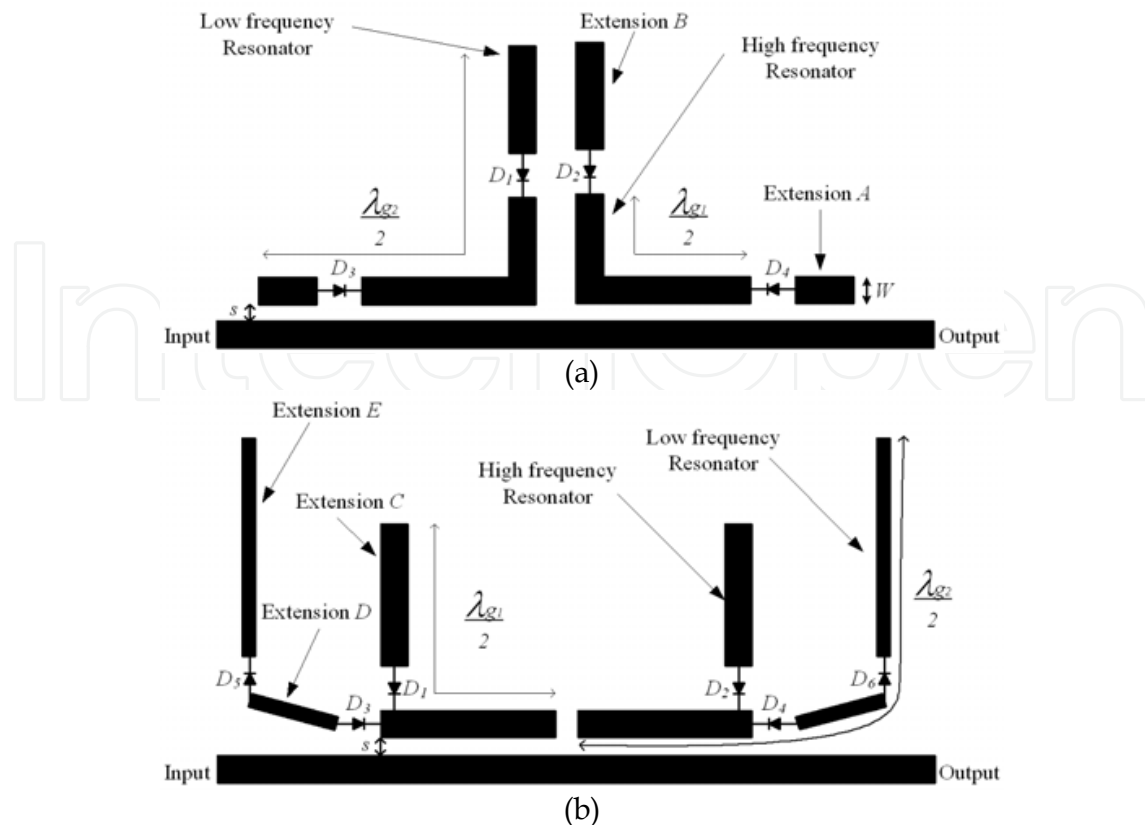 Low frequency
Resonator
Extension B
High frequency
Resonator
D1
D2
λg2
2
λg1
2
Extension A
D3
D4
W
s
Input
Output
(a)
IntechOpen
Extension E
Low frequency
Resonator
High frequency
Resonator
Extension C
λg1
2
λg2
2
Extension D
D5
D1
D2
D6
D3
D4
s
Input
Output
(b)